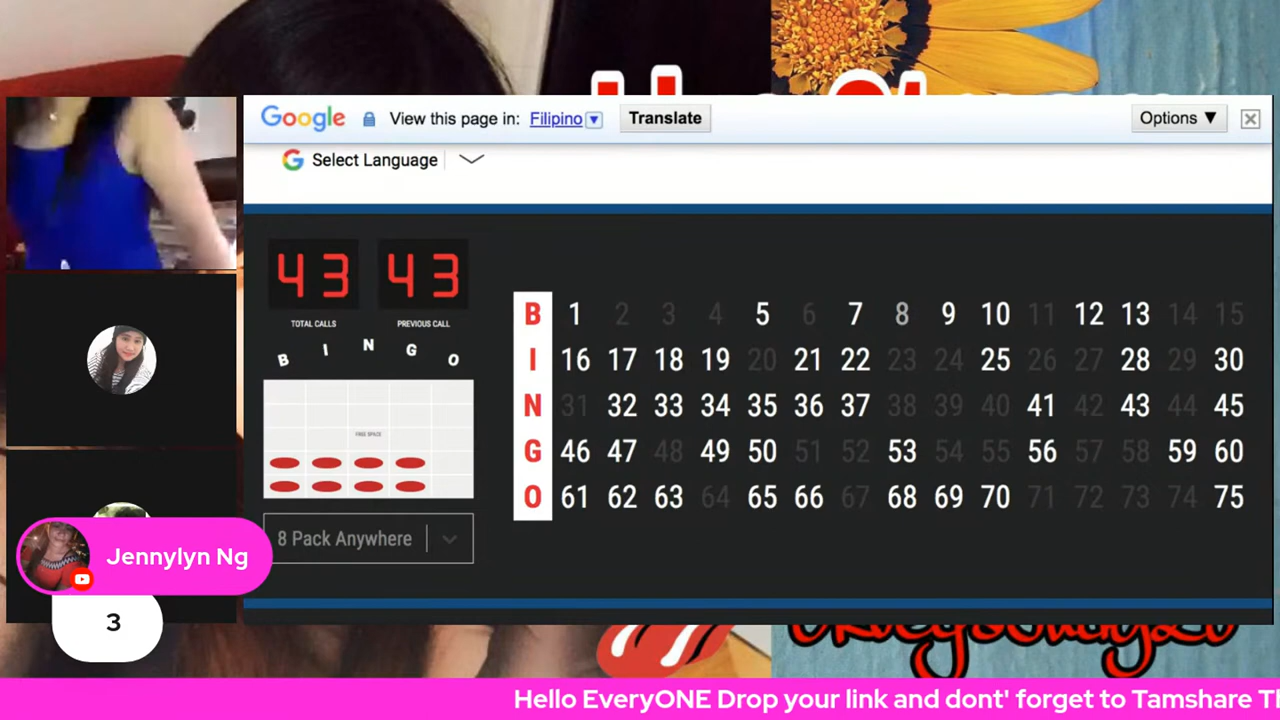 Google View this page in: Filipino Translate Options ▼
G Select Language
43 43
TOTAL CALLS PREVIOUS CALL
B I N G O
FREE SPACE
8 Pack Anywhere
B 1 2 3 4 5 6 7 8 9 10 11 12 13 14 15
I 16 17 18 19 20 21 22 23 24 25 26 27 28 29 30
N 31 32 33 34 35 36 37 38 39 40 41 42 43 44 45
G 46 47 48 49 50 51 52 53 54 55 56 57 58 59 60
O 61 62 63 64 65 66 67 68 69 70 71 72 73 74 75
Jennylyn Ng
3
Hello EveryONE Drop your link and dont' forget to Tamshare